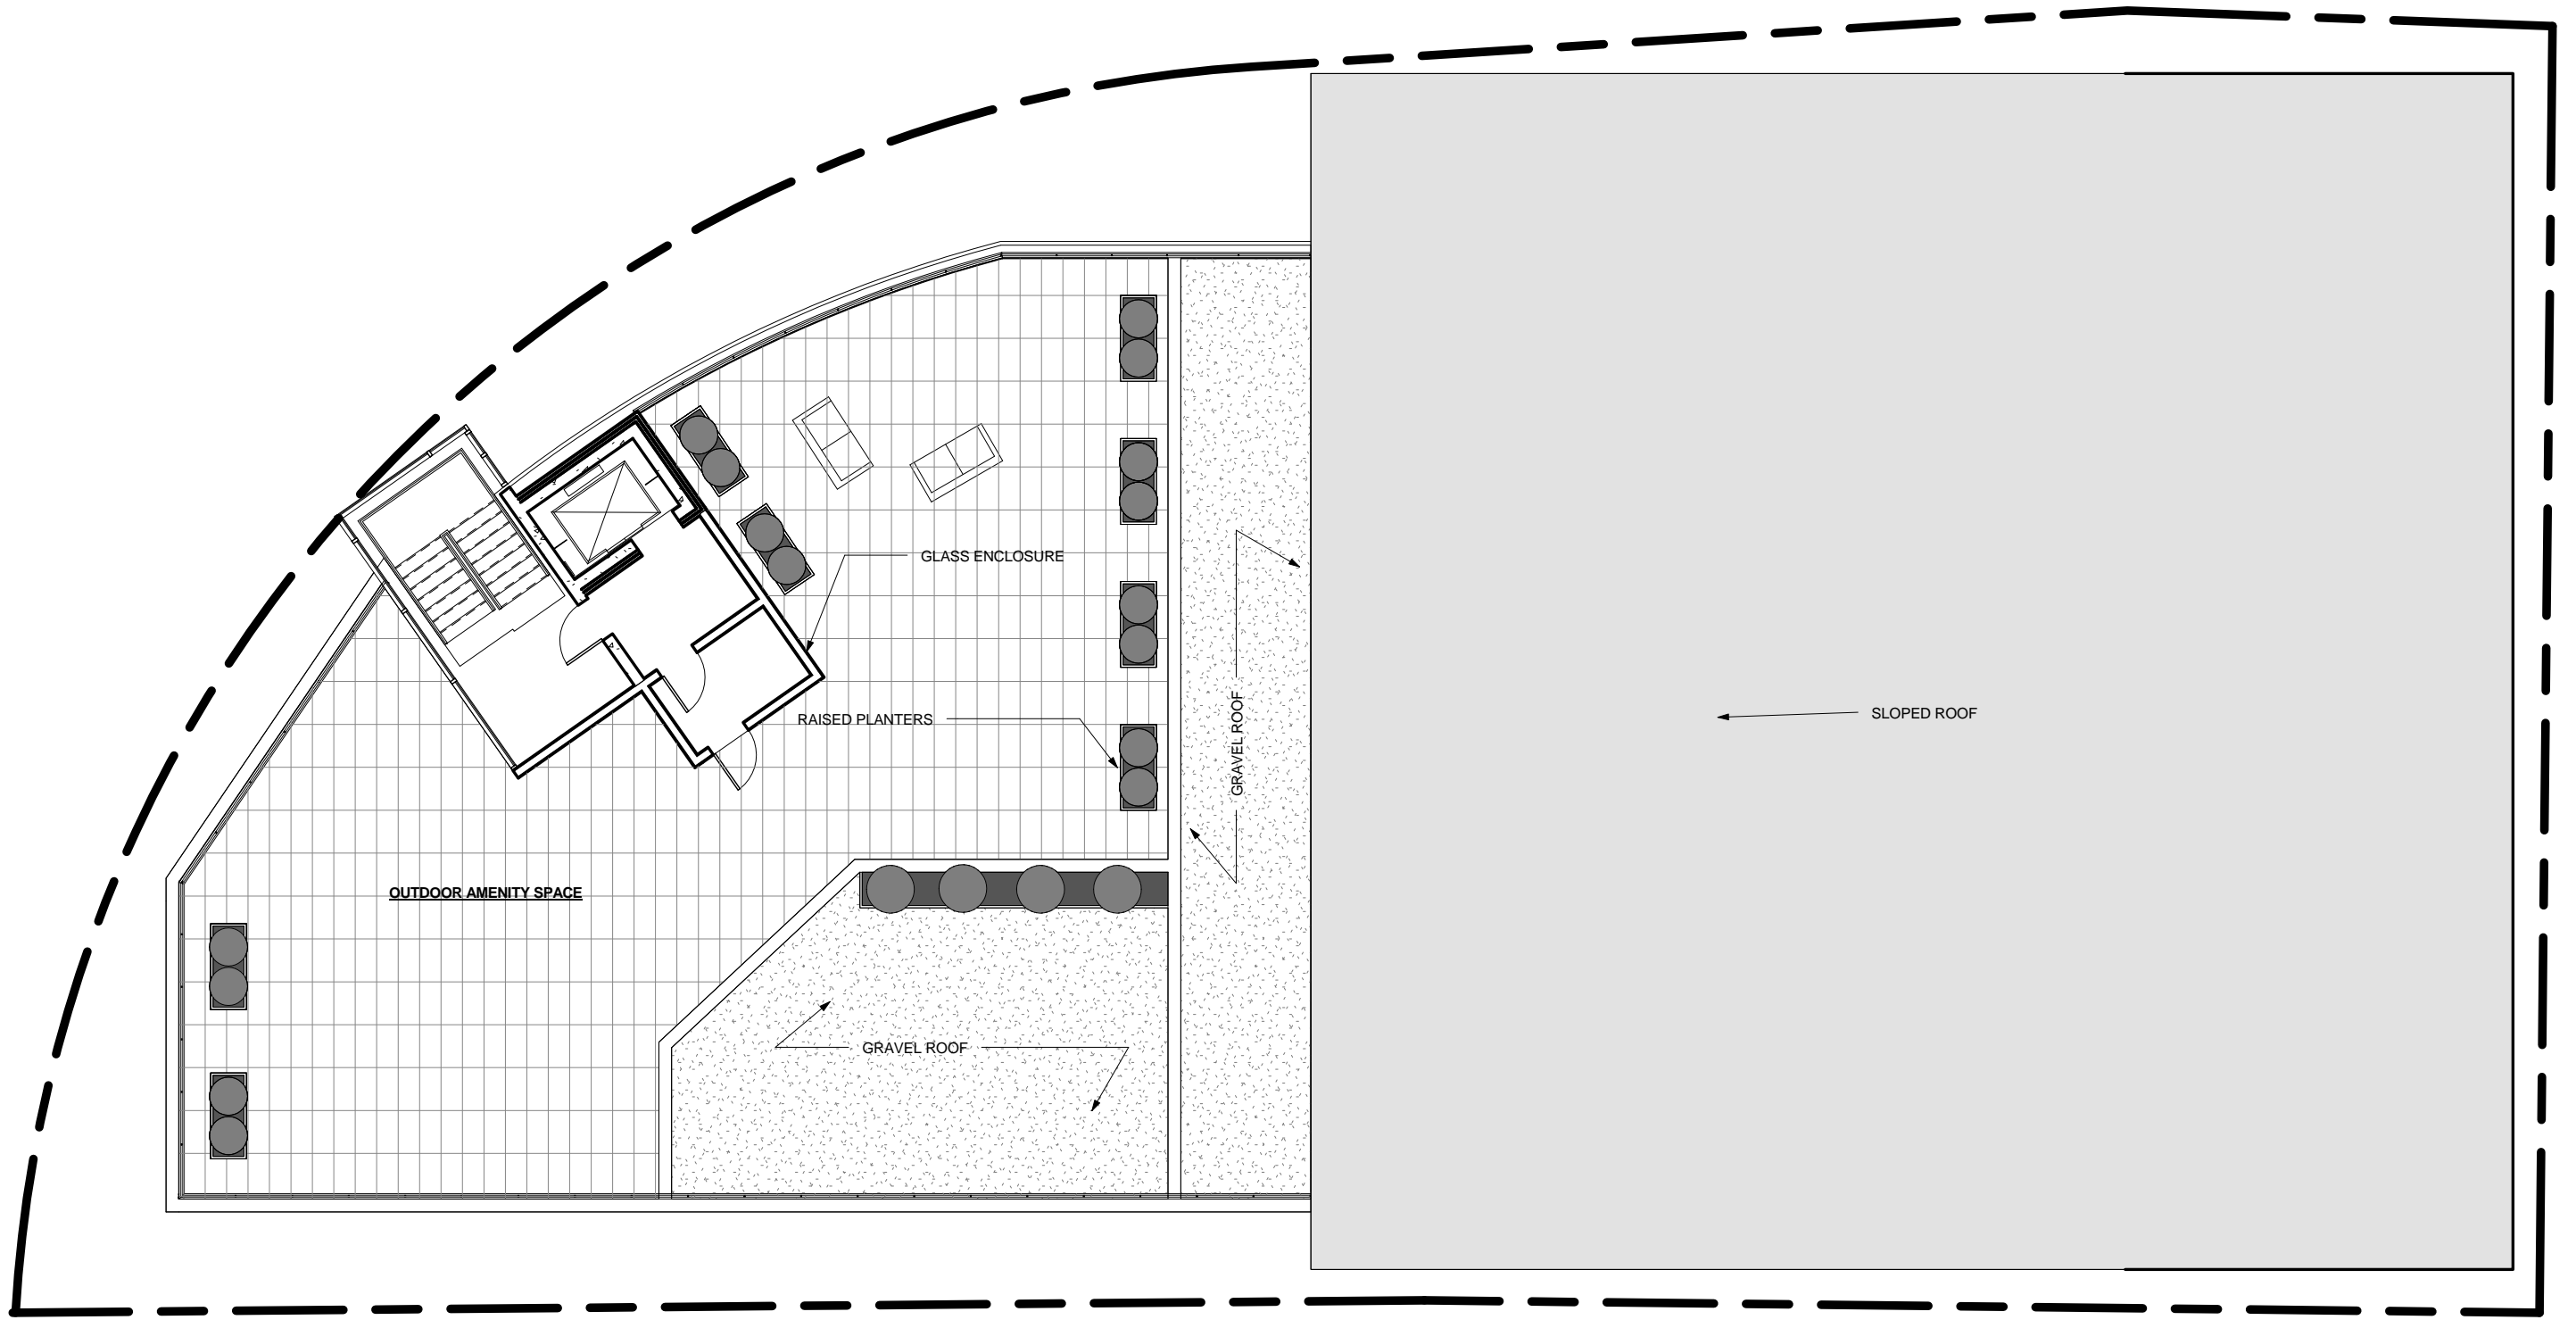 GLASS ENCLOSURE
RAISED PLANTERS
GRAVEL ROOF
SLOPED ROOF
OUTDOOR AMENITY SPACE
GRAVEL ROOF